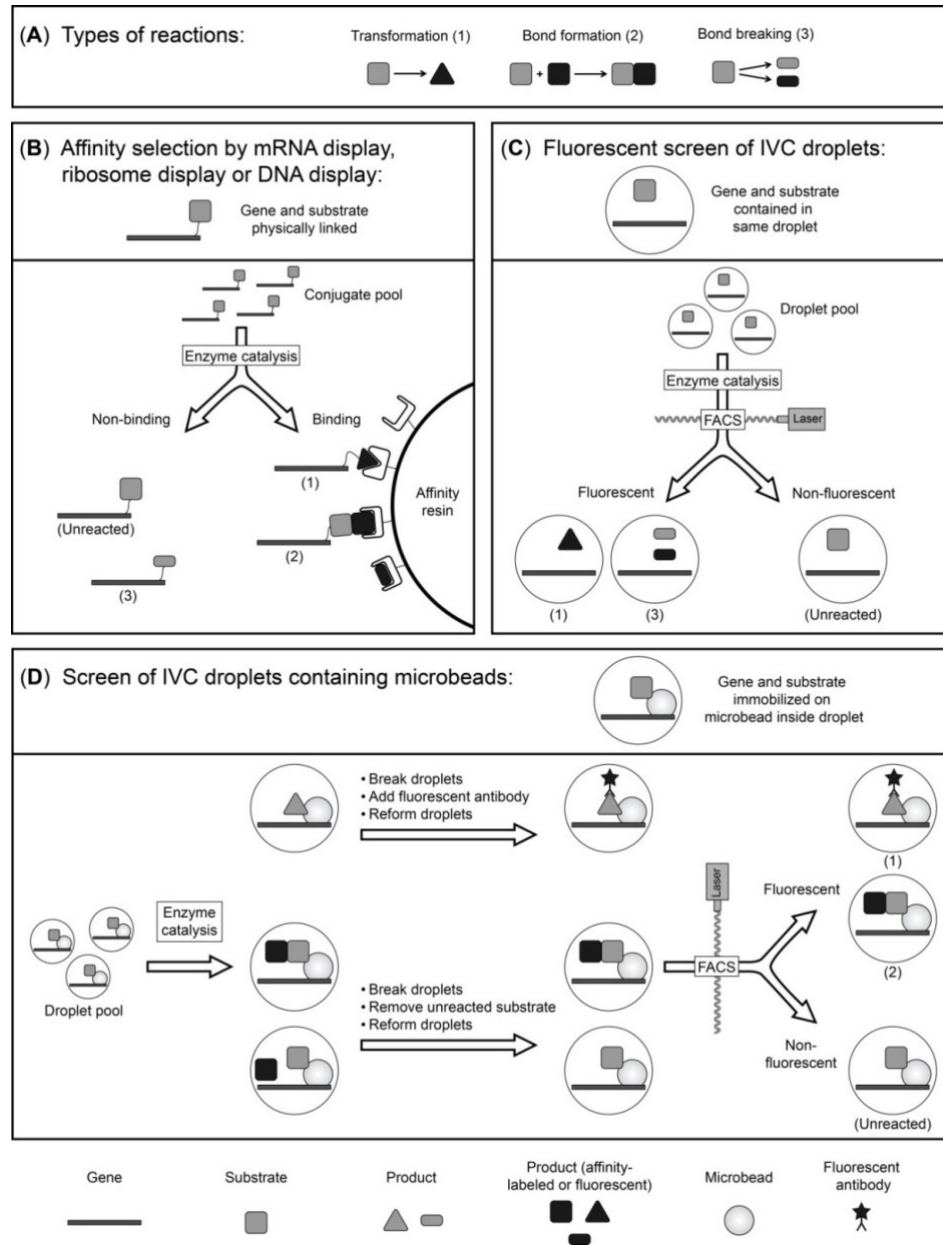 (A) Types of reactions:
Transformation (1)
Bond formation (2)
Bond breaking (3)
+
(B) Affinity selection by mRNA display,
ribosome display or DNA display:
Gene and substrate
physically linked
Conjugate pool
Enzyme catalysis
Non-binding
Binding
(1)
Affinity
resin
(Unreacted)
(2)
(3)
(C) Fluorescent screen of IVC droplets:
Gene and substrate
contained in
same droplet
Droplet pool
Enzyme catalysis
FACS
Laser
Fluorescent
Non-fluorescent
(1)
(3)
(Unreacted)
(D) Screen of IVC droplets containing microbeads:
Gene and substrate
immobilized on
microbead inside droplet
• Break droplets
• Add fluorescent antibody
• Reform droplets
(1)
Laser
Fluorescent
Enzyme
catalysis
Droplet pool
FACS
(2)
• Break droplets
• Remove unreacted substrate
• Reform droplets
Non-
fluorescent
(Unreacted)
Gene
Substrate
Product
Product (affinity-
labeled or fluorescent)
Microbead
Fluorescent
antibody